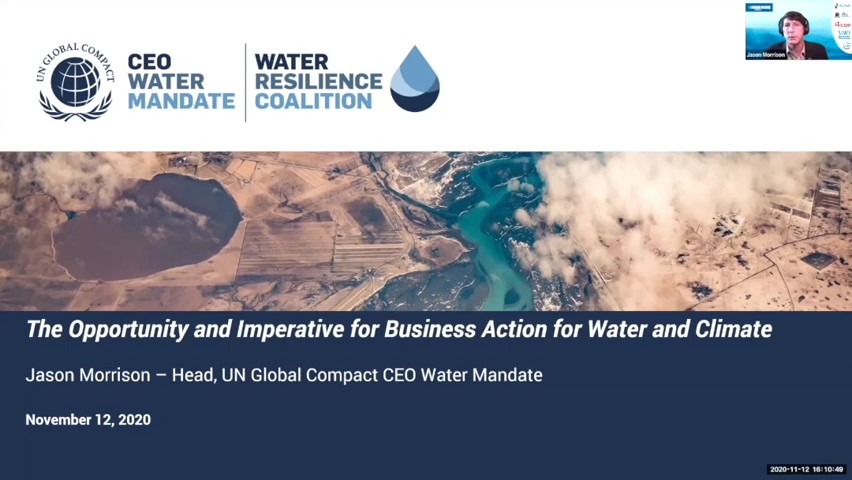 UN GLOBAL COMPACT
CEO
WATER
MANDATE
WATER
RESILIENCE
COALITION
Jason Morrison
CDP
SIWI
The Opportunity and Imperative for Business Action for Water and Climate
Jason Morrison – Head, UN Global Compact CEO Water Mandate
November 12, 2020
2020-11-12 16:10:49